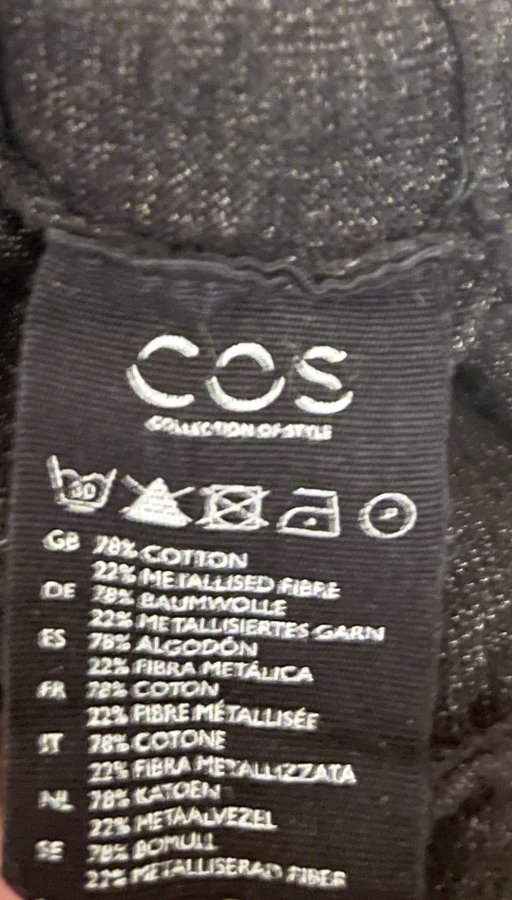 COS
COLLECTION OF STYLE
30
P
GB 78% COTTON
22% METALLISED FIBRE
DE 78% BAUMWOLLE
22% METALLISIERTES GARN
ES 78% ALGODÓN
22% FIBRA METÁLICA
FR 78% COTON
22% FIBRE MÉTALLISÉE
IT 78% COTONE
22% FIBRA METALLIZZATA
NL 78% KATOEN
22% METAALVEZEL
SE 78% BOMULL
22% METALLISERAD FIBER